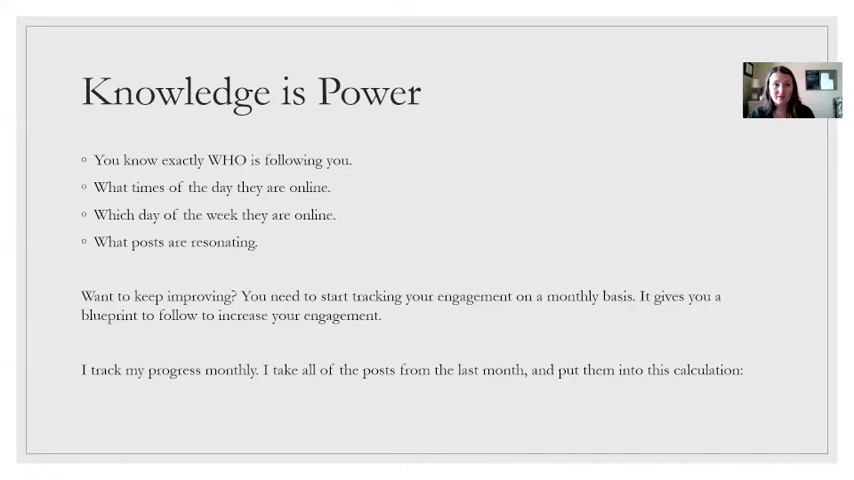 Knowledge is Power
◦ You know exactly WHO is following you.
◦ What times of the day they are online.
◦ Which day of the week they are online.
◦ What posts are resonating.
Want to keep improving? You need to start tracking your engagement on a monthly basis. It gives you a
blueprint to follow to increase your engagement.
I track my progress monthly. I take all of the posts from the last month, and put them into this calculation: